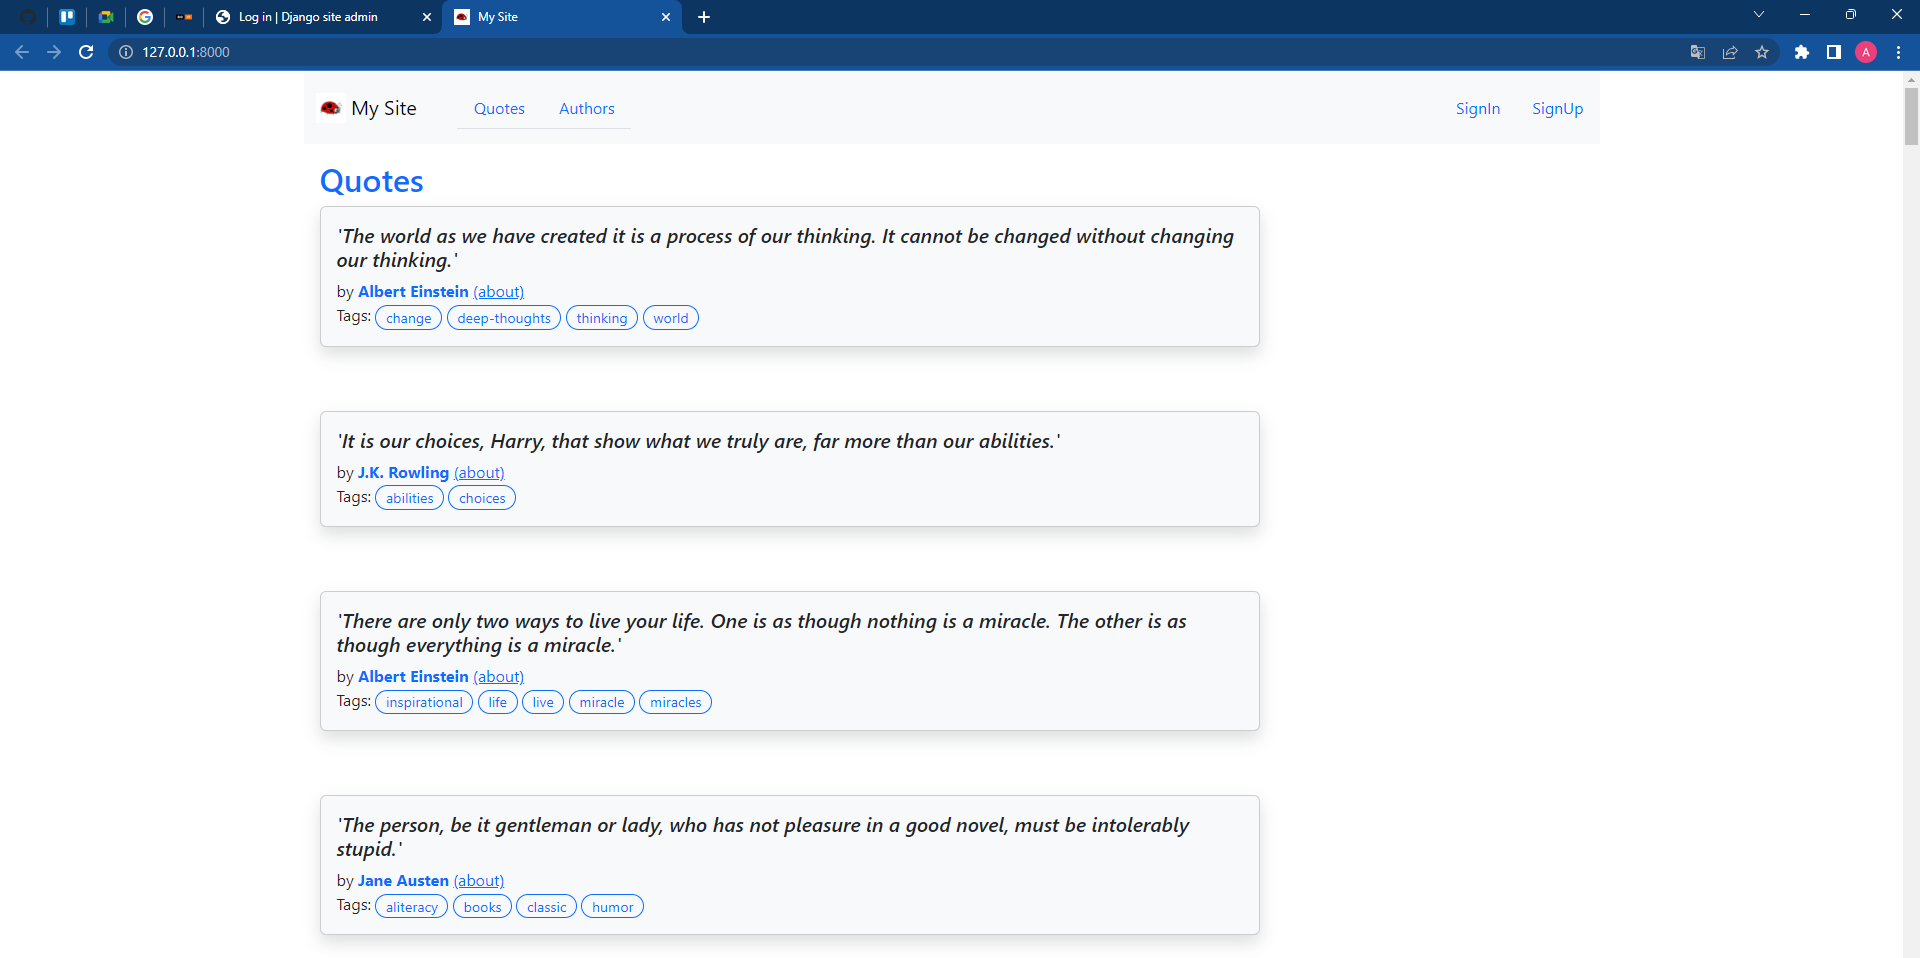 Log in | Django site admin
My Site
127.0.0.1:8000
A
My Site Quotes Authors SignIn SignUp
Quotes
'The world as we have created it is a process of our thinking. It cannot be changed without changing
our thinking.'
by Albert Einstein (about)
Tags: change deep-thoughts thinking world
'It is our choices, Harry, that show what we truly are, far more than our abilities.'
by J.K. Rowling (about)
Tags: abilities choices
'There are only two ways to live your life. One is as though nothing is a miracle. The other is as
though everything is a miracle.'
by Albert Einstein (about)
Tags: inspirational life live miracle miracles
'The person, be it gentleman or lady, who has not pleasure in a good novel, must be intolerably
stupid.'
by Jane Austen (about)
Tags: aliteracy books classic humor